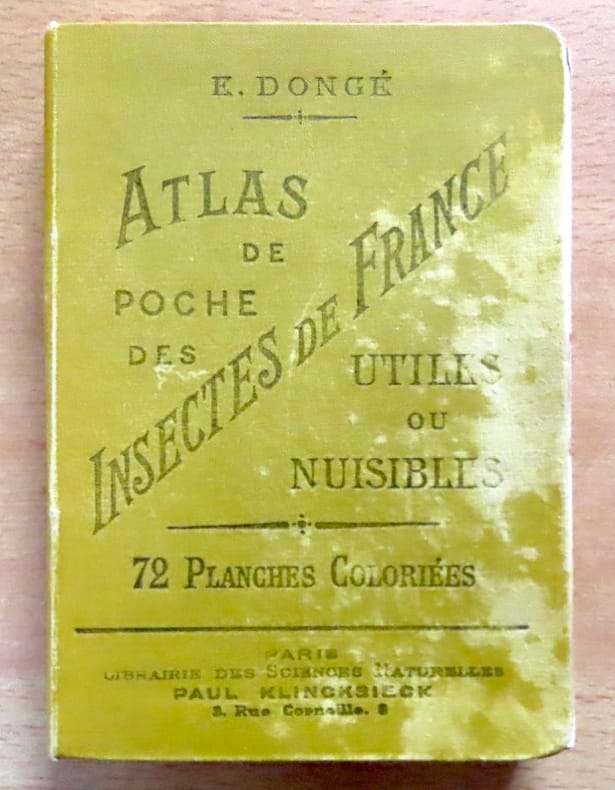 E. DONGÉ
ATLAS
DE
POCHE
DES
INSECTES DE FRANCE
UTILES
OU
NUISIBLES
72 PLANCHES COLORIÉES
PARIS
LIBRAIRIE DES SCIENCES NATURELLES
PAUL KLINCKSIECK
3, Rue Corneille, 3